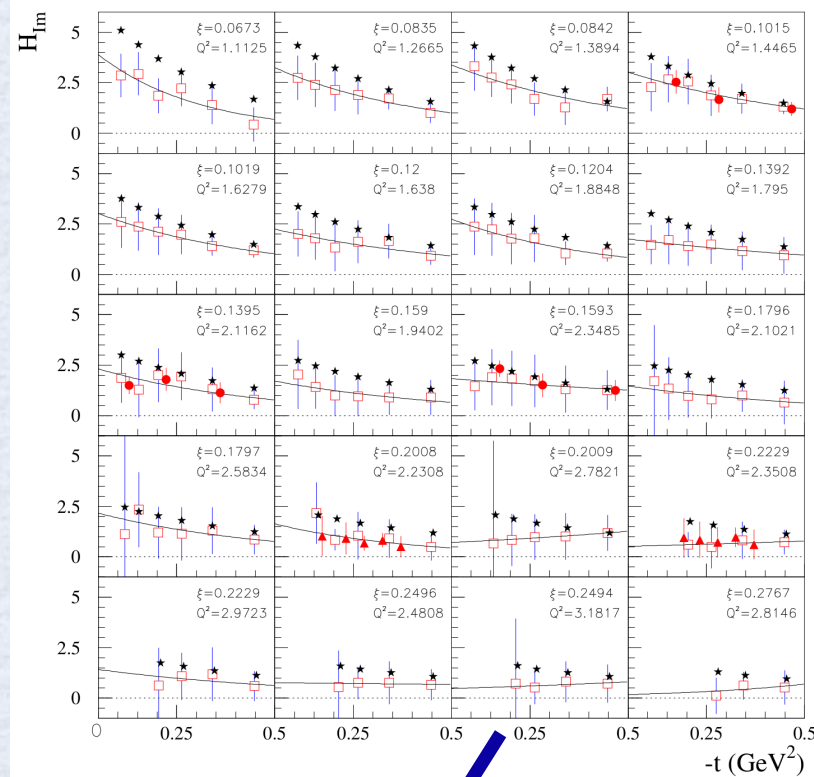 H_Im
5
2.5
0
ξ=0.0673
Q²=1.1125
ξ=0.0835
Q²=1.2665
ξ=0.0842
Q²=1.3894
ξ=0.1015
Q²=1.4465
5
2.5
0
ξ=0.1019
Q²=1.6279
ξ=0.12
Q²=1.638
ξ=0.1204
Q²=1.8848
ξ=0.1392
Q²=1.795
5
2.5
0
ξ=0.1395
Q²=2.1162
ξ=0.159
Q²=1.9402
ξ=0.1593
Q²=2.3485
ξ=0.1796
Q²=2.1021
5
2.5
0
ξ=0.1797
Q²=2.5834
ξ=0.2008
Q²=2.2308
ξ=0.2009
Q²=2.7821
ξ=0.2229
Q²=2.3508
5
2.5
0
ξ=0.2229
Q²=2.9723
ξ=0.2496
Q²=2.4808
ξ=0.2494
Q²=3.1817
ξ=0.2767
Q²=2.8146
0 0.25 0.5 0.25 0.5 0.25 0.5 0.25 0.5
-t (GeV²)